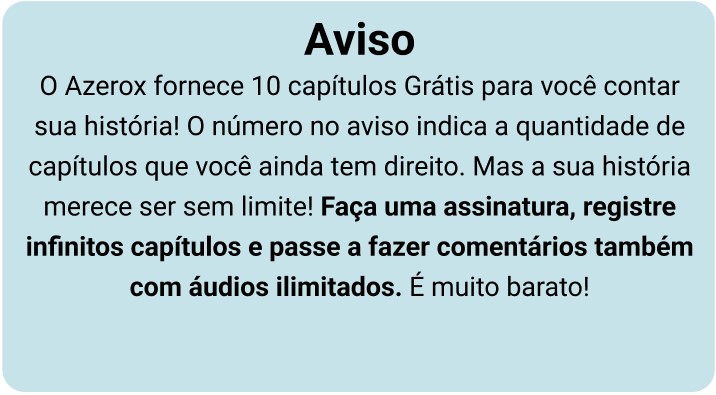 Aviso
O Azerox fornece 10 capítulos Grátis para você contar
sua história! O número no aviso indica a quantidade de
capítulos que você ainda tem direito. Mas a sua história
merece ser sem limite! Faça uma assinatura, registre
infinitos capítulos e passe a fazer comentários também
com áudios ilimitados. É muito barato!